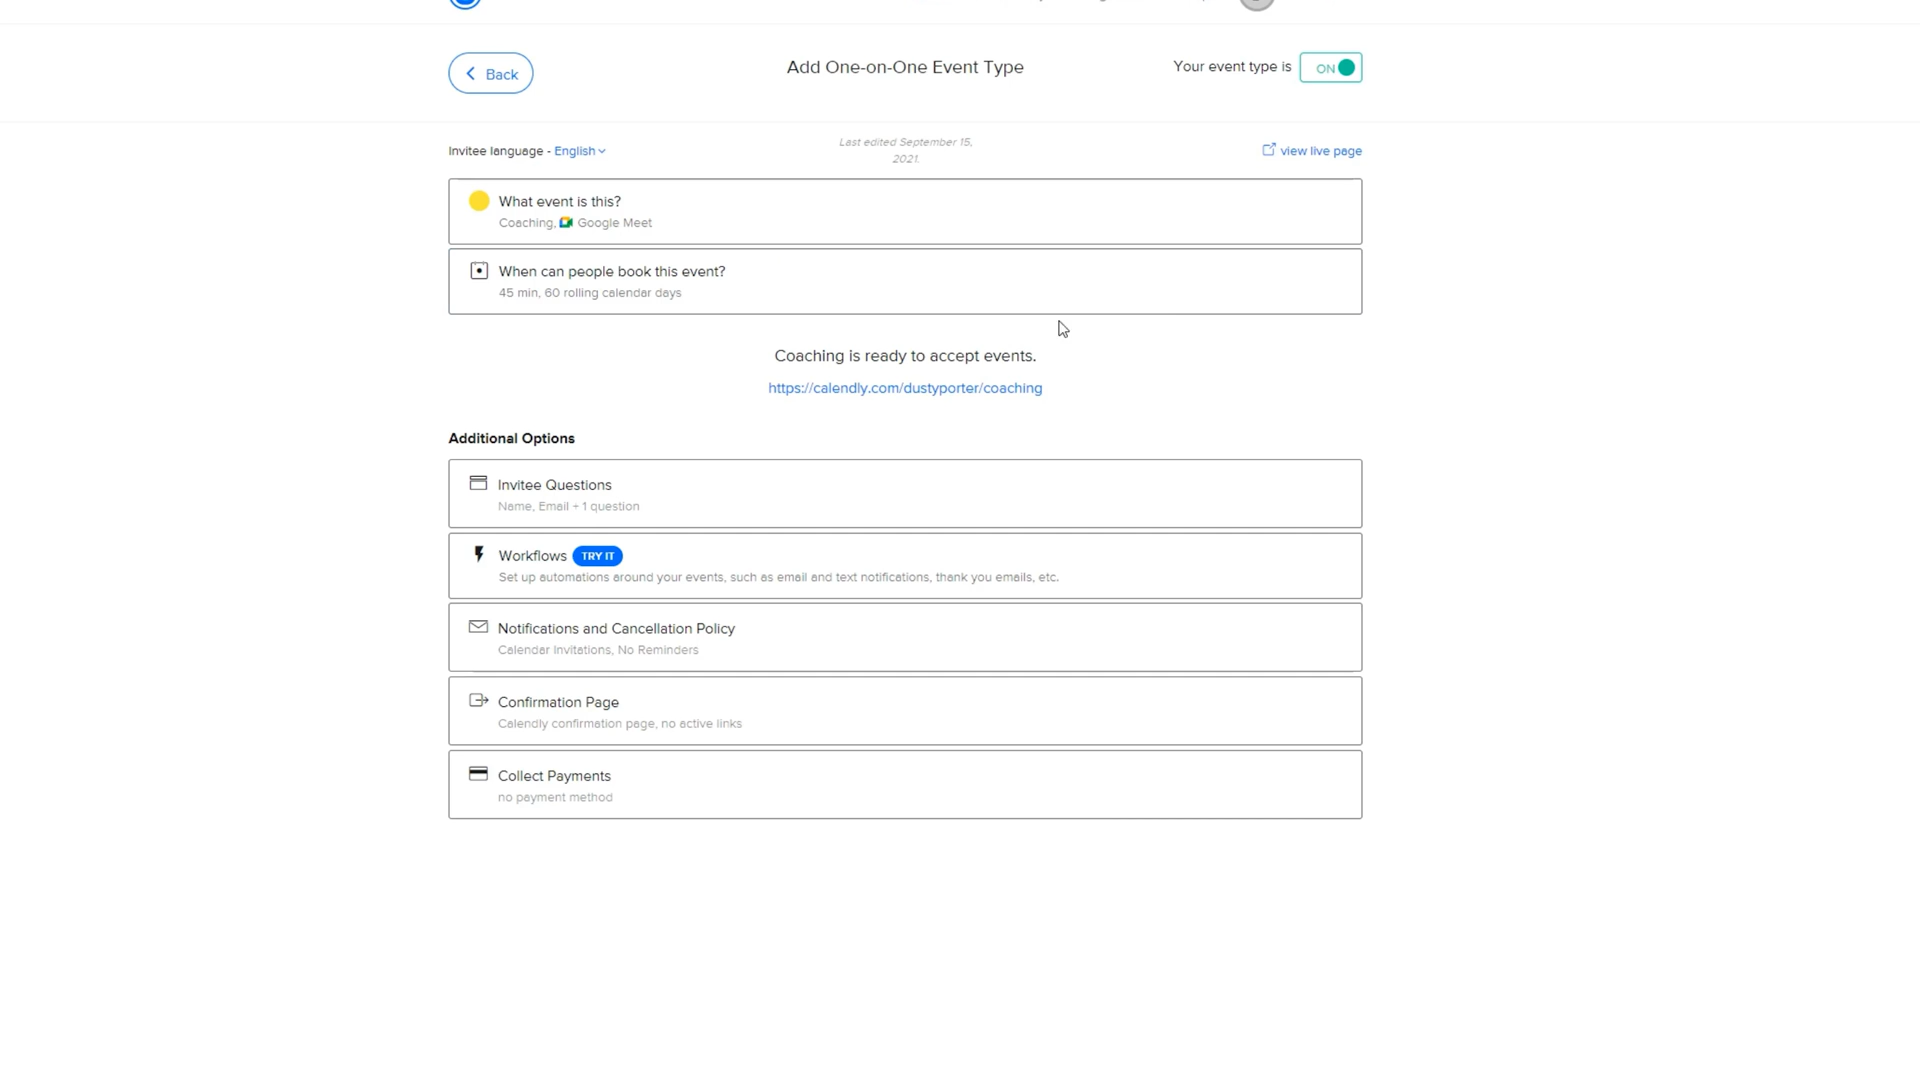 Back
Add One-on-One Event Type
Your event type is ON
Invitee language - English
Last edited September 15,
2021.
view live page
What event is this?
Coaching, Google Meet
When can people book this event?
45 min, 60 rolling calendar days
Coaching is ready to accept events.
https://calendly.com/dustyporter/coaching
Additional Options
Invitee Questions
Name, Email + 1 question
Workflows TRY IT
Set up automations around your events, such as email and text notifications, thank you emails, etc.
Notifications and Cancellation Policy
Calendar Invitations, No Reminders
Confirmation Page
Calendly confirmation page, no active links
Collect Payments
no payment method